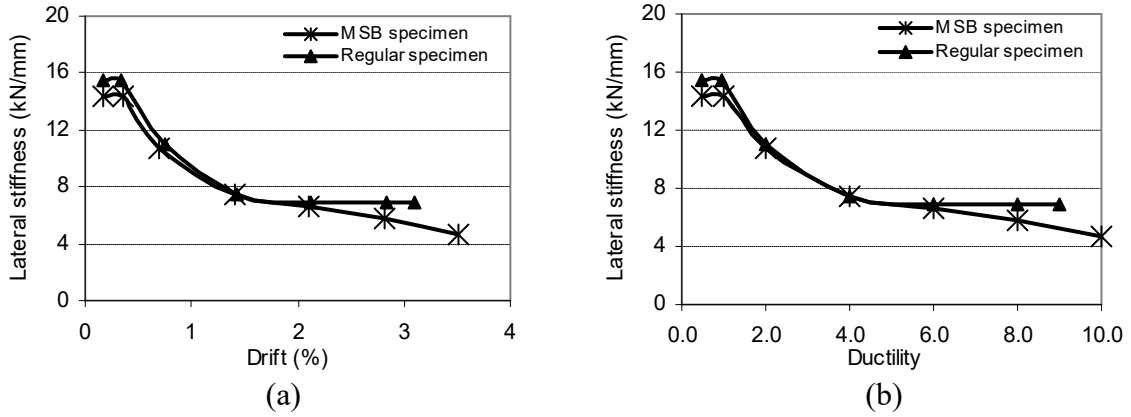 20
16
12
8
4
0
Lateral stiffness (kN/mm)
MSB specimen
Regular specimen
0 1 2 3 4
Drift (%)
(a)
20
16
12
8
4
0
Lateral stiffness (kN/mm)
MSB specimen
Regular specimen
0.0 2.0 4.0 6.0 8.0 10.0
Ductility
(b)